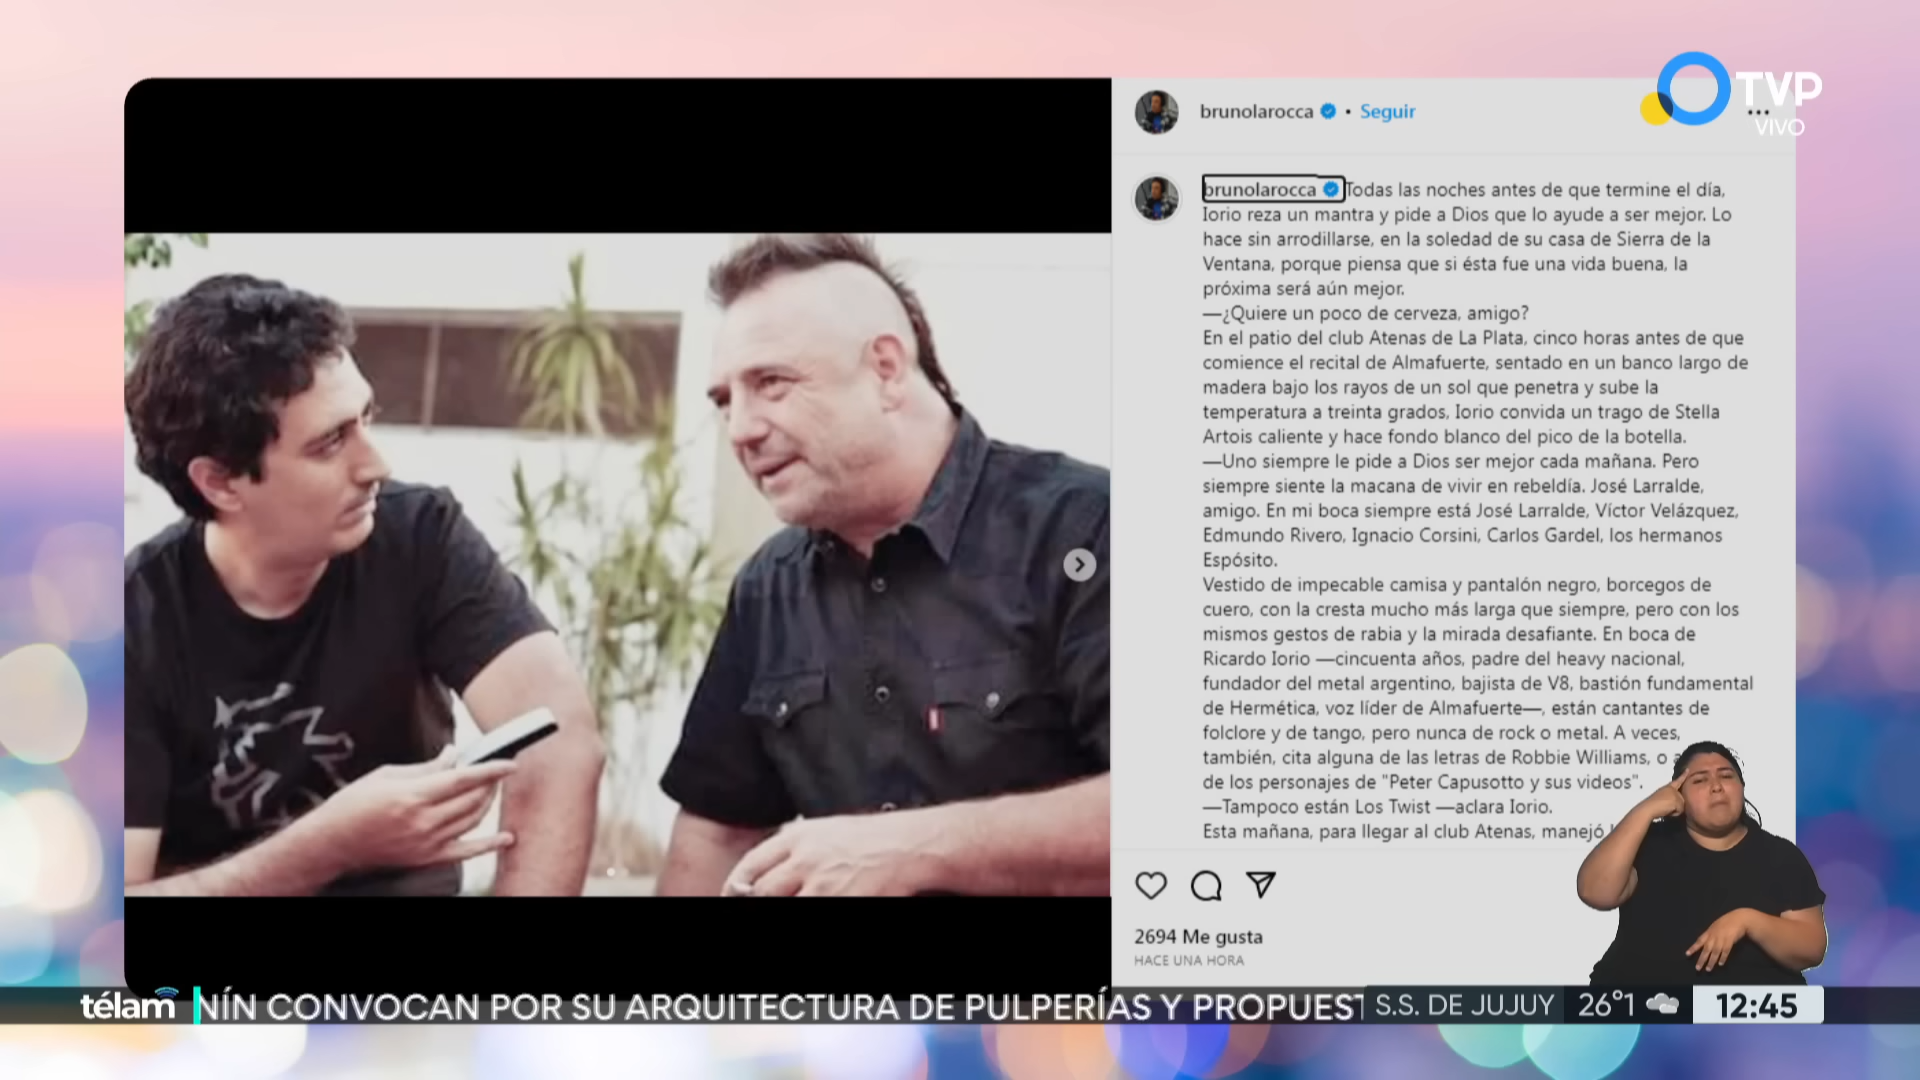 TVP
VIVO
brunolarocca • Seguir
brunolarocca Todas las noches antes de que termine el día,
Iorio reza un mantra y pide a Dios que lo ayude a ser mejor. Lo
hace sin arrodillarse, en la soledad de su casa de Sierra de la
Ventana, porque piensa que si ésta fue una vida buena, la
próxima será aún mejor.
—¿Quiere un poco de cerveza, amigo?
En el patio del club Atenas de La Plata, cinco horas antes de que
comience el recital de Almafuerte, sentado en un banco largo de
madera bajo los rayos de un sol que penetra y sube la
temperatura a treinta grados, Iorio convida un trago de Stella
Artois caliente y hace fondo blanco del pico de la botella.
—Uno siempre le pide a Dios ser mejor cada mañana. Pero
siempre siente la macana de vivir en rebeldía. José Larralde,
amigo. En mi boca siempre está José Larralde, Víctor Velázquez,
Edmundo Rivero, Ignacio Corsini, Carlos Gardel, los hermanos
Espósito.
Vestido de impecable camisa y pantalón negro, borcegos de
cuero, con la cresta mucho más larga que siempre, pero con los
mismos gestos de rabia y la mirada desafiante. En boca de
Ricardo Iorio —cincuenta años, padre del heavy nacional,
fundador del metal argentino, bajista de V8, bastión fundamental
de Hermética, voz líder de Almafuerte—, están cantantes de
folclore y de tango, pero nunca de rock o metal. A veces,
también, cita alguna de las letras de Robbie Williams, o
de los personajes de "Peter Capusotto y sus videos".
—Tampoco están Los Twist —aclara Iorio.
Esta mañana, para llegar al club Atenas, manejó
2694 Me gusta
HACE UNA HORA
télam NÍN CONVOCAN POR SU ARQUITECTURA DE PULPERÍAS Y PROPUEST S.S. DE JUJUY 26°1 12:45